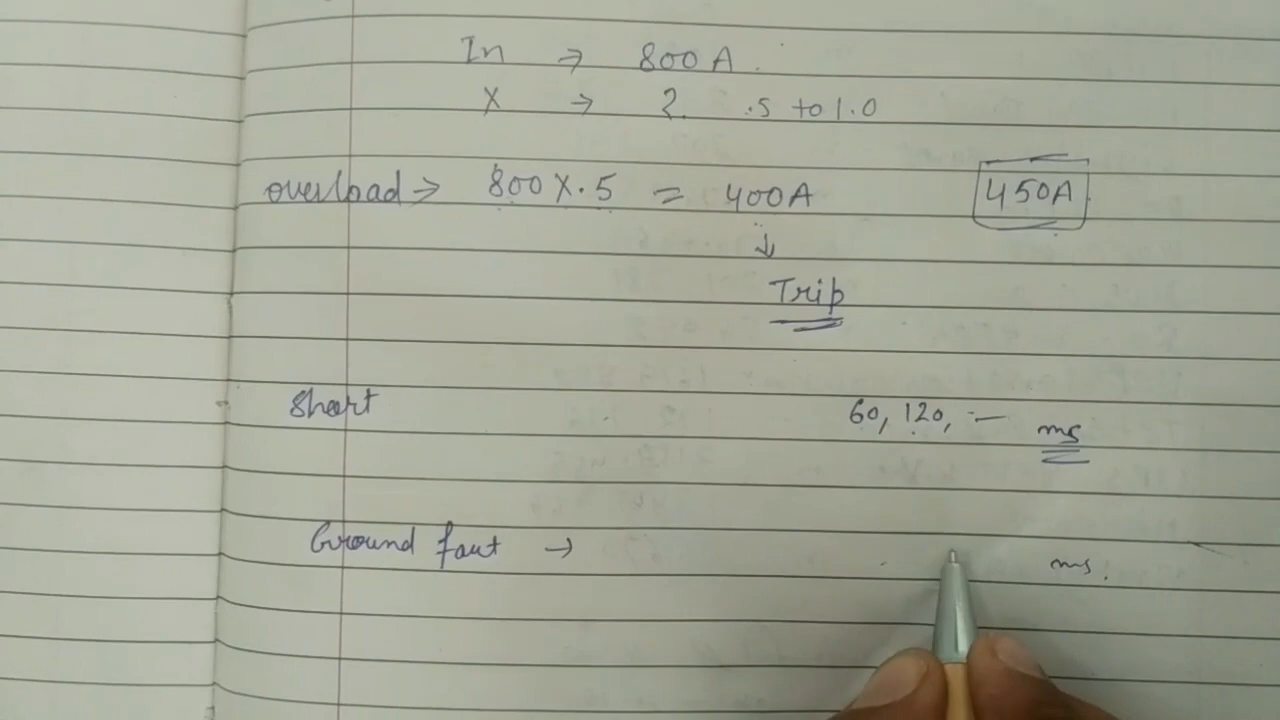 In → 800 A.
X → 2. .5 to 1.0
overload → 800 X .5 = 400A 450A
↓
Trip
Short 60, 120, -— ms
Ground faut → ms.